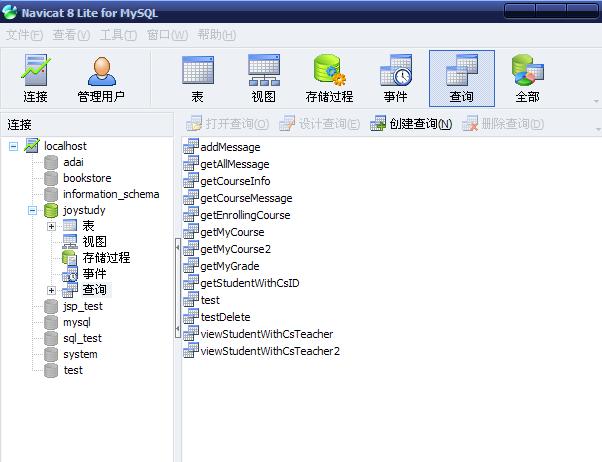 Navicat 8 Lite for MySQL
文件(F) 查看(V) 工具(T) 窗口(W) 帮助(H)
连接 管理用户 表 视图 存储过程 事件 查询 全部
连接
打开查询(O) 设计查询(E) 创建查询(N) 删除查询(D)
localhost
adai
bookstore
information_schema
joystudy
表
视图
存储过程
事件
查询
jsp_test
mysql
sql_test
system
test
addMessage
getAllMessage
getCourseInfo
getCourseMessage
getEnrollingCourse
getMyCourse
getMyCourse2
getMyGrade
getStudentWithCsID
test
testDelete
viewStudentWithCsTeacher
viewStudentWithCsTeacher2